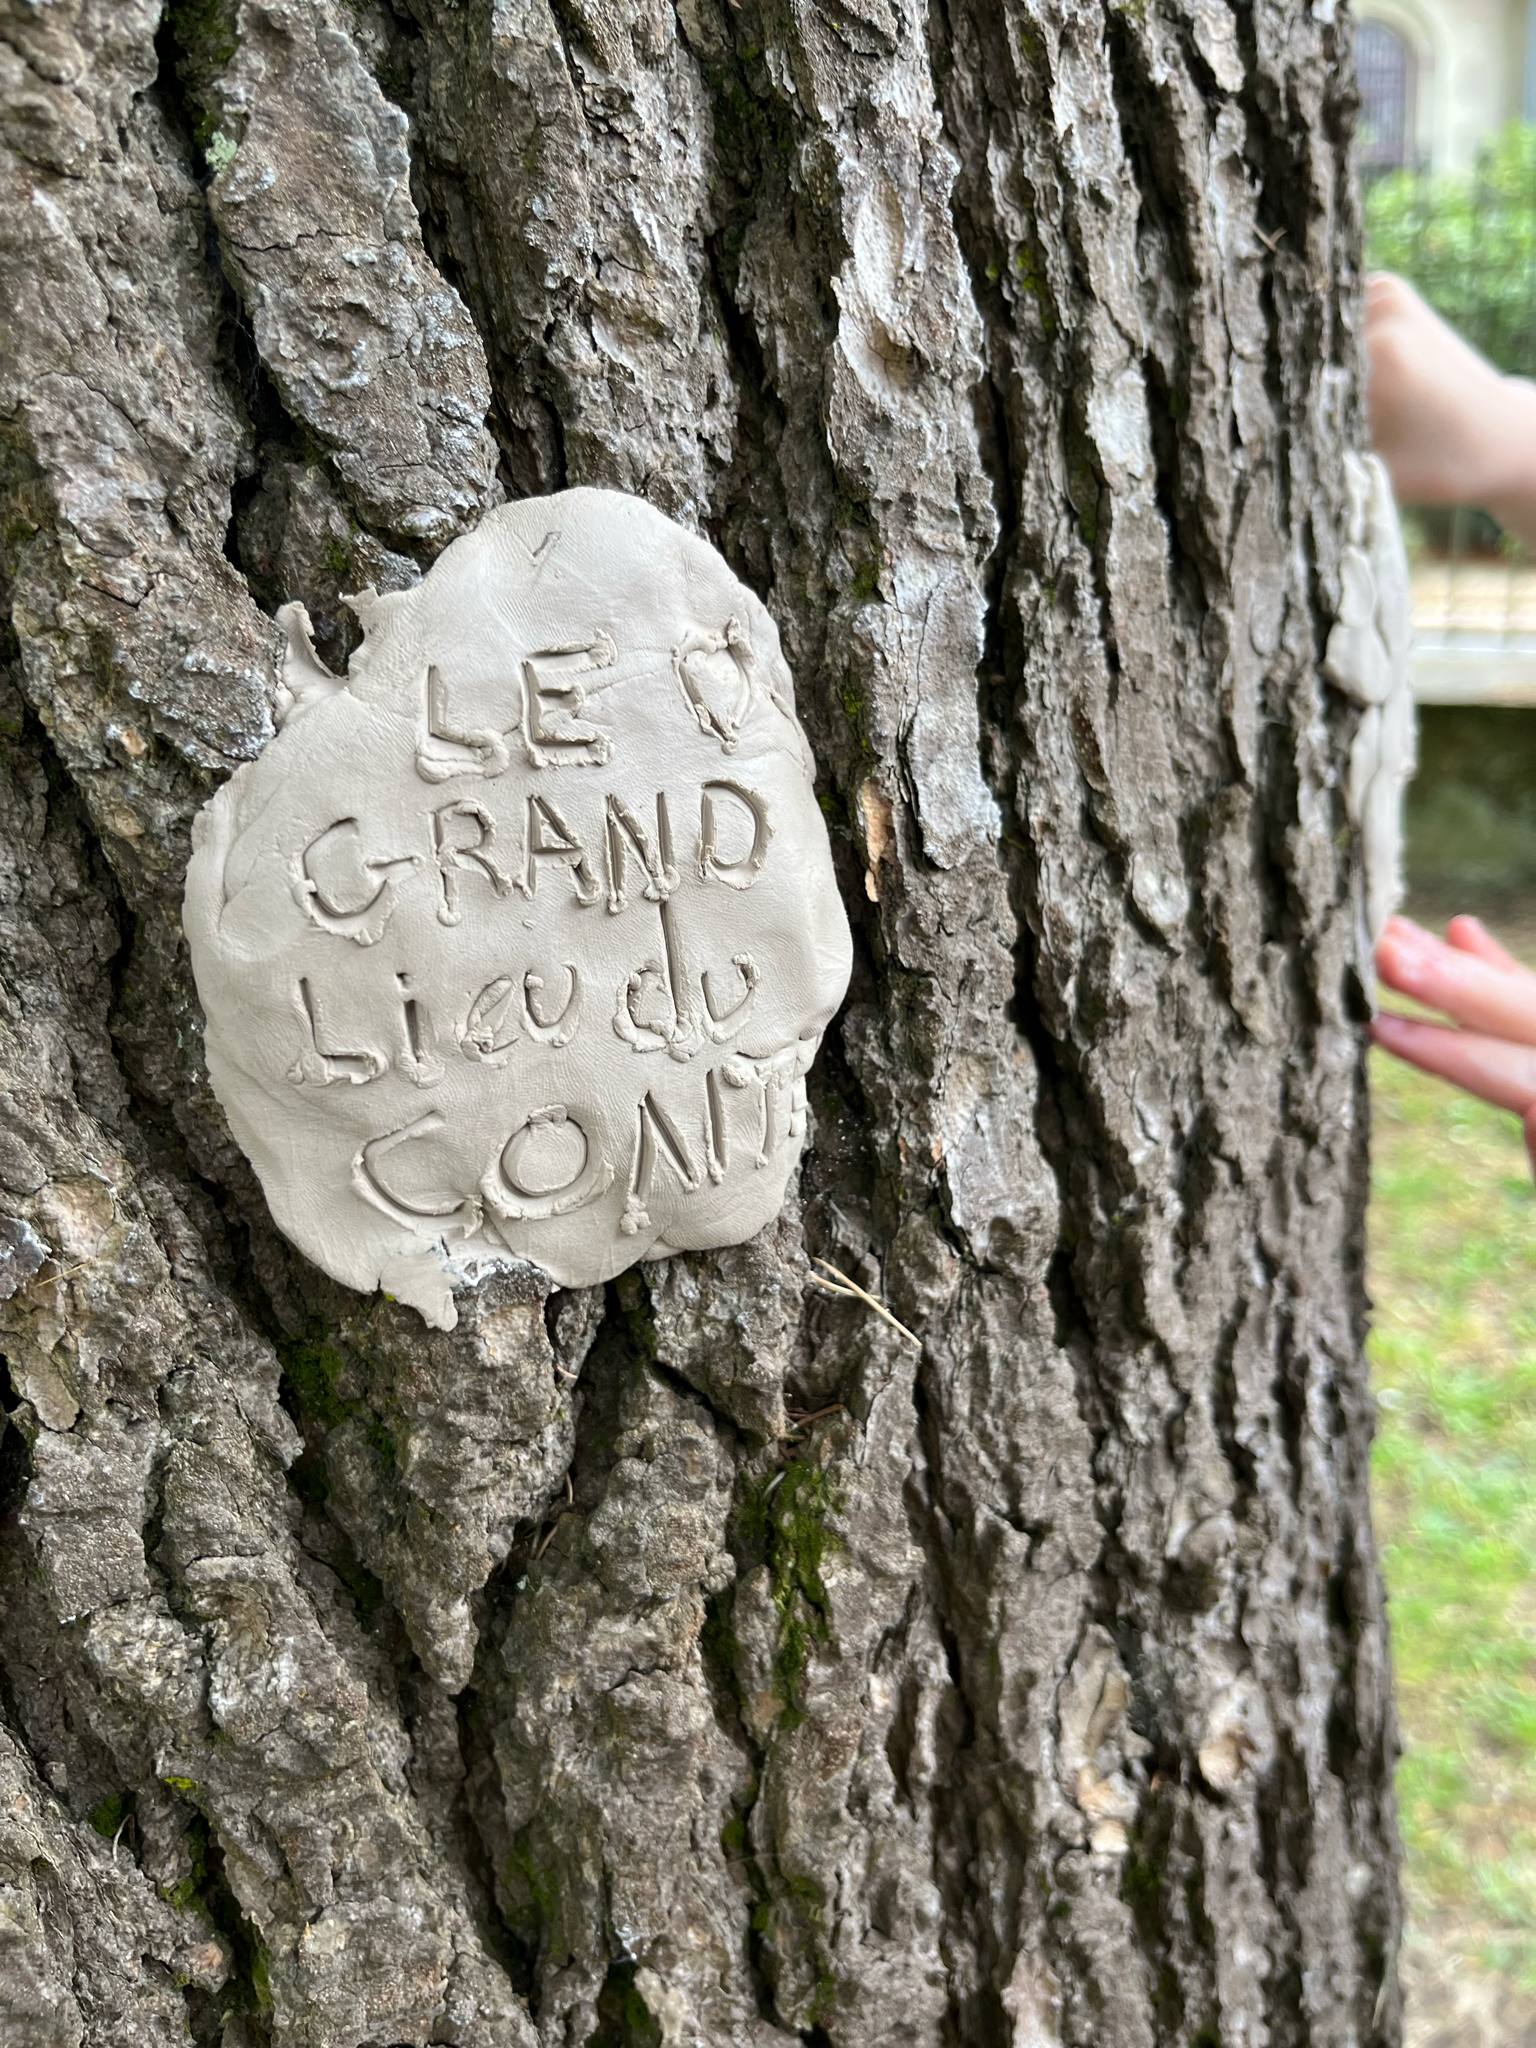 LE ♡
GRAND
Lieu du
CONTE